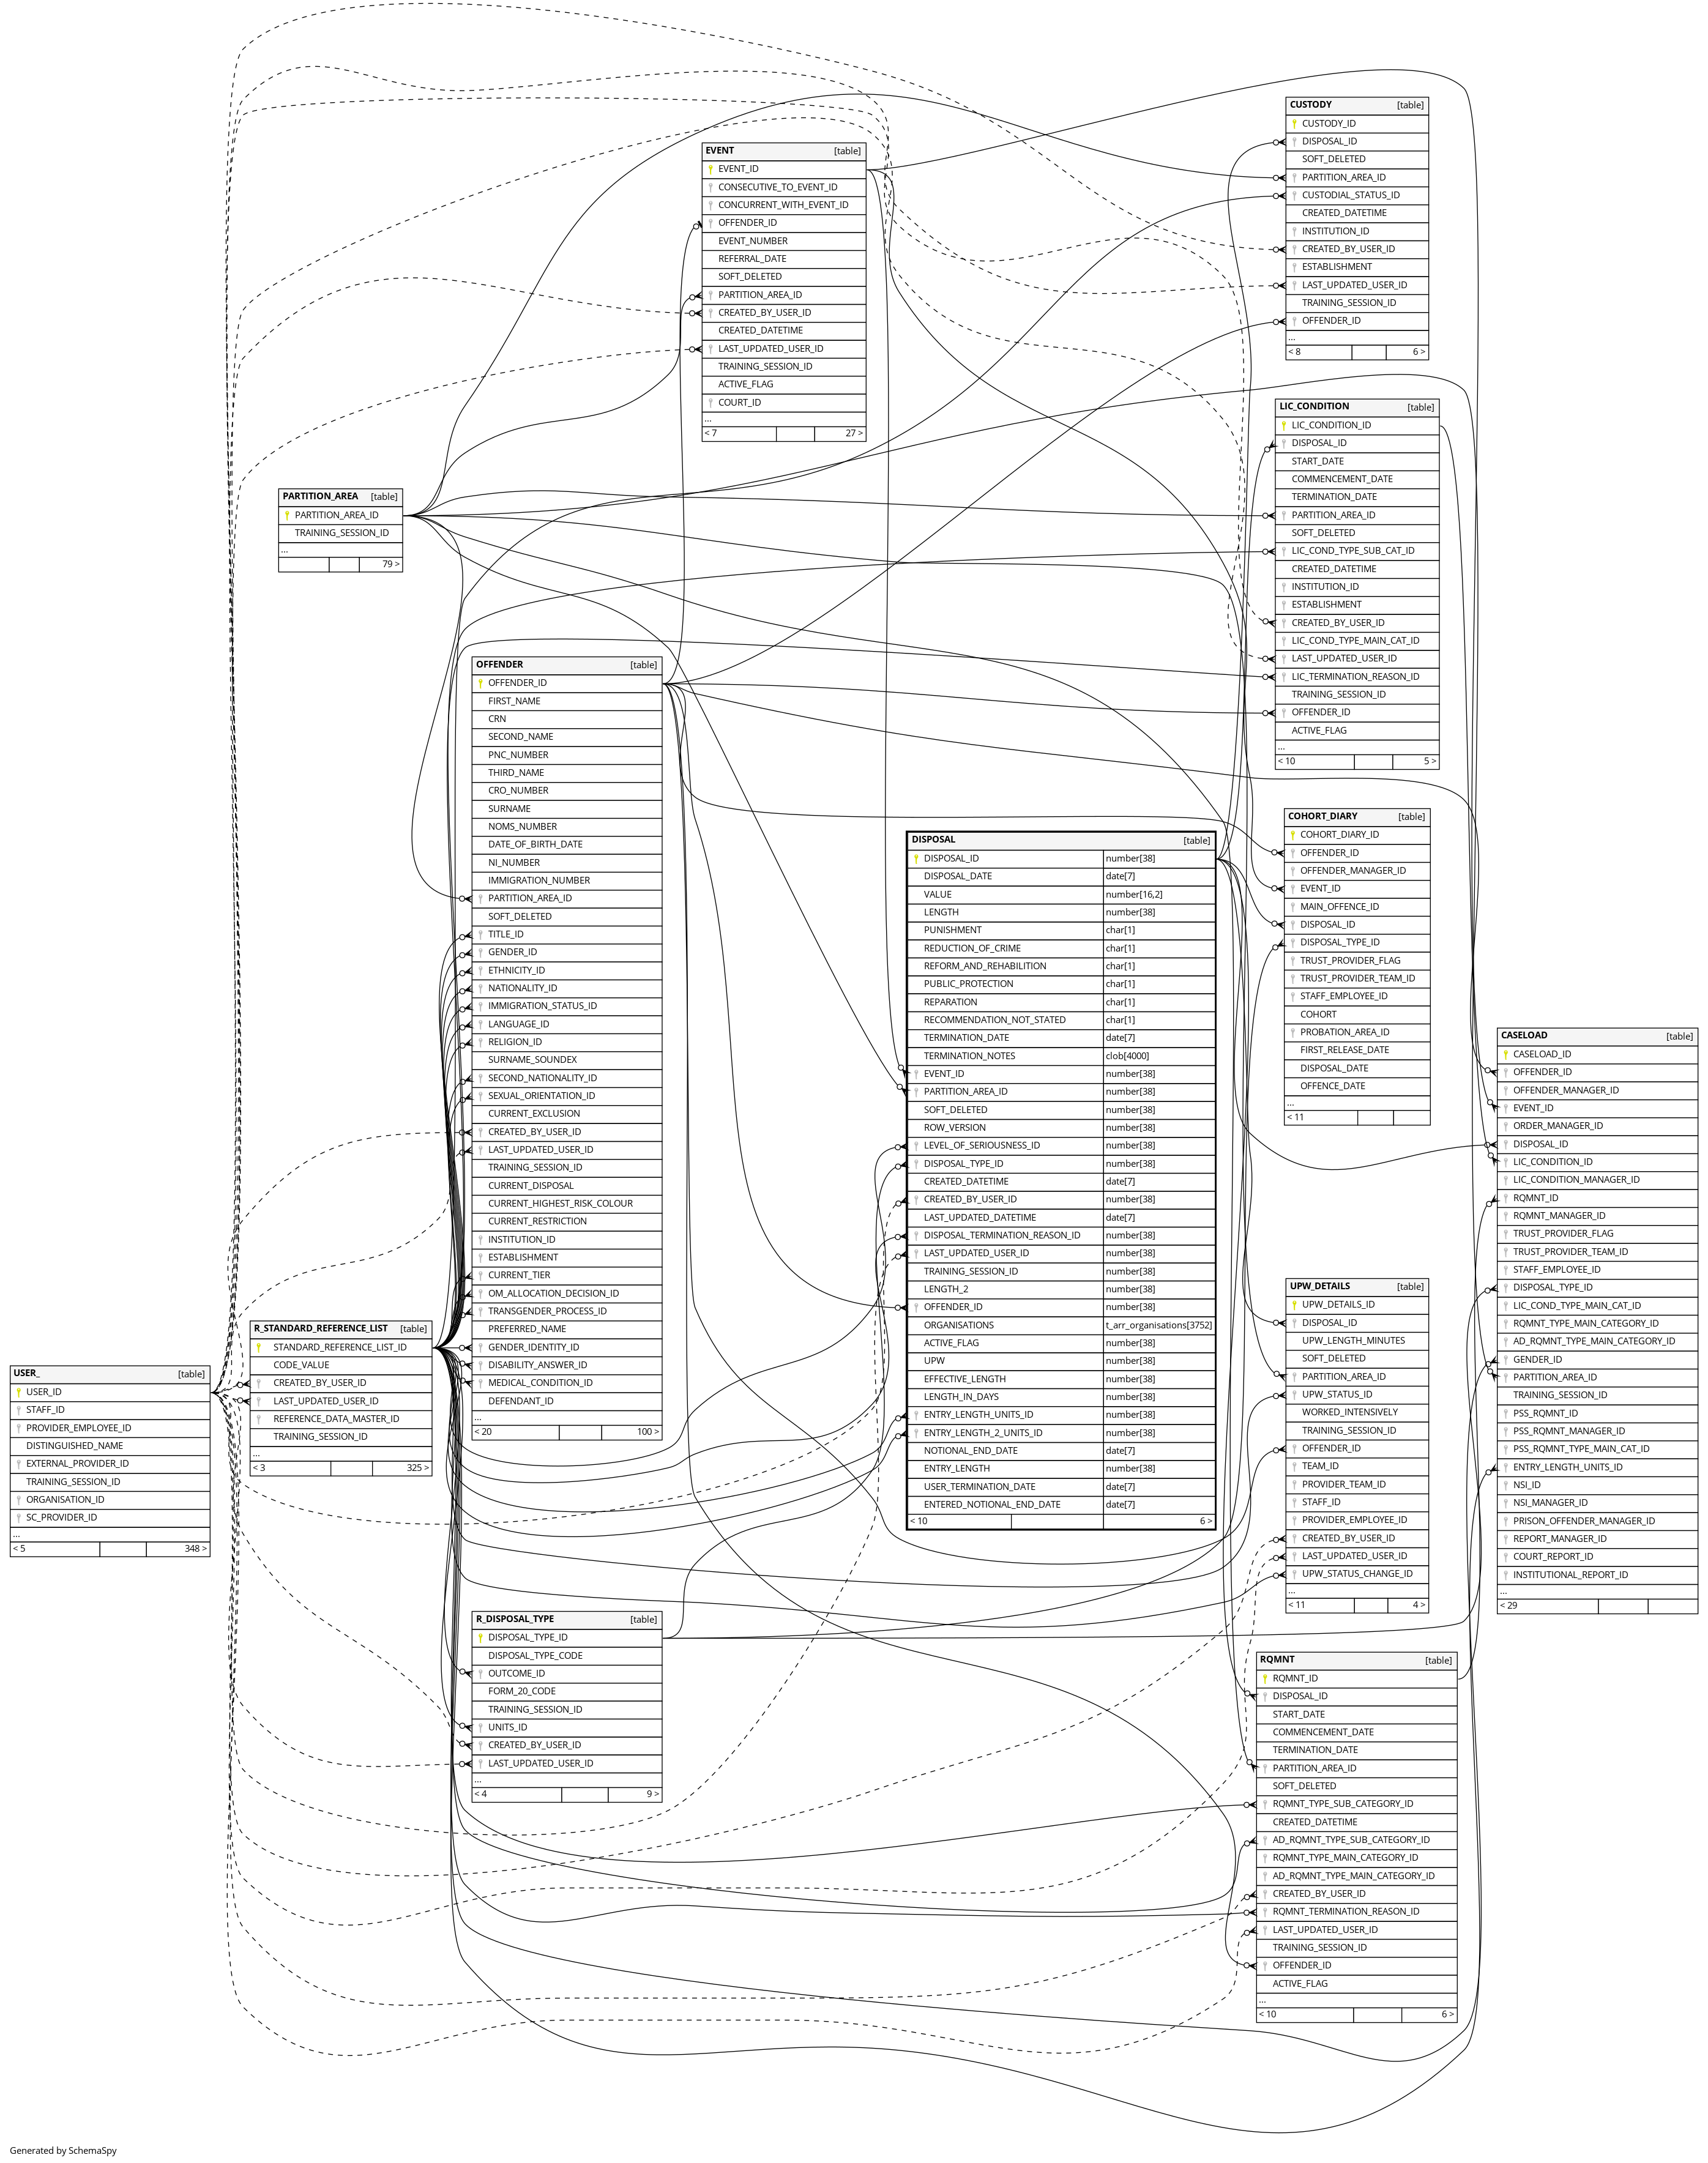 CUSTODY [table]
CUSTODY_ID
DISPOSAL_ID
SOFT_DELETED
PARTITION_AREA_ID
CUSTODIAL_STATUS_ID
CREATED_DATETIME
INSTITUTION_ID
CREATED_BY_USER_ID
ESTABLISHMENT
LAST_UPDATED_USER_ID
TRAINING_SESSION_ID
OFFENDER_ID
...
< 8 6 >
EVENT [table]
EVENT_ID
CONSECUTIVE_TO_EVENT_ID
CONCURRENT_WITH_EVENT_ID
OFFENDER_ID
EVENT_NUMBER
REFERRAL_DATE
SOFT_DELETED
PARTITION_AREA_ID
CREATED_BY_USER_ID
CREATED_DATETIME
LAST_UPDATED_USER_ID
TRAINING_SESSION_ID
ACTIVE_FLAG
COURT_ID
...
< 7 27 >
LIC_CONDITION [table]
LIC_CONDITION_ID
DISPOSAL_ID
START_DATE
COMMENCEMENT_DATE
TERMINATION_DATE
PARTITION_AREA_ID
SOFT_DELETED
LIC_COND_TYPE_SUB_CAT_ID
CREATED_DATETIME
INSTITUTION_ID
ESTABLISHMENT
CREATED_BY_USER_ID
LIC_COND_TYPE_MAIN_CAT_ID
LAST_UPDATED_USER_ID
LIC_TERMINATION_REASON_ID
TRAINING_SESSION_ID
OFFENDER_ID
ACTIVE_FLAG
...
< 10 5 >
PARTITION_AREA [table]
PARTITION_AREA_ID
TRAINING_SESSION_ID
...
79 >
OFFENDER [table]
OFFENDER_ID
FIRST_NAME
CRN
SECOND_NAME
PNC_NUMBER
THIRD_NAME
CRO_NUMBER
SURNAME
NOMS_NUMBER
DATE_OF_BIRTH_DATE
NI_NUMBER
IMMIGRATION_NUMBER
PARTITION_AREA_ID
SOFT_DELETED
TITLE_ID
GENDER_ID
ETHNICITY_ID
NATIONALITY_ID
IMMIGRATION_STATUS_ID
LANGUAGE_ID
RELIGION_ID
SURNAME_SOUNDEX
SECOND_NATIONALITY_ID
SEXUAL_ORIENTATION_ID
CURRENT_EXCLUSION
CREATED_BY_USER_ID
LAST_UPDATED_USER_ID
TRAINING_SESSION_ID
CURRENT_DISPOSAL
CURRENT_HIGHEST_RISK_COLOUR
CURRENT_RESTRICTION
INSTITUTION_ID
ESTABLISHMENT
CURRENT_TIER
OM_ALLOCATION_DECISION_ID
TRANSGENDER_PROCESS_ID
PREFERRED_NAME
GENDER_IDENTITY_ID
DISABILITY_ANSWER_ID
MEDICAL_CONDITION_ID
DEFENDANT_ID
...
< 20 100 >
DISPOSAL [table]
DISPOSAL_ID number[38]
DISPOSAL_DATE date[7]
VALUE number[16,2]
LENGTH number[38]
PUNISHMENT char[1]
REDUCTION_OF_CRIME char[1]
REFORM_AND_REHABILITION char[1]
PUBLIC_PROTECTION char[1]
REPARATION char[1]
RECOMMENDATION_NOT_STATED char[1]
TERMINATION_DATE date[7]
TERMINATION_NOTES clob[4000]
EVENT_ID number[38]
PARTITION_AREA_ID number[38]
SOFT_DELETED number[38]
ROW_VERSION number[38]
LEVEL_OF_SERIOUSNESS_ID number[38]
DISPOSAL_TYPE_ID number[38]
CREATED_DATETIME date[7]
CREATED_BY_USER_ID number[38]
LAST_UPDATED_DATETIME date[7]
DISPOSAL_TERMINATION_REASON_ID number[38]
LAST_UPDATED_USER_ID number[38]
TRAINING_SESSION_ID number[38]
LENGTH_2 number[38]
OFFENDER_ID number[38]
ORGANISATIONS t_arr_organisations[3752]
ACTIVE_FLAG number[38]
UPW number[38]
EFFECTIVE_LENGTH number[38]
LENGTH_IN_DAYS number[38]
ENTRY_LENGTH_UNITS_ID number[38]
ENTRY_LENGTH_2_UNITS_ID number[38]
NOTIONAL_END_DATE date[7]
ENTRY_LENGTH number[38]
USER_TERMINATION_DATE date[7]
ENTERED_NOTIONAL_END_DATE date[7]
< 10 6 >
COHORT_DIARY [table]
COHORT_DIARY_ID
OFFENDER_ID
OFFENDER_MANAGER_ID
EVENT_ID
MAIN_OFFENCE_ID
DISPOSAL_ID
DISPOSAL_TYPE_ID
TRUST_PROVIDER_FLAG
TRUST_PROVIDER_TEAM_ID
STAFF_EMPLOYEE_ID
COHORT
PROBATION_AREA_ID
FIRST_RELEASE_DATE
DISPOSAL_DATE
OFFENCE_DATE
...
< 11
CASELOAD [table]
CASELOAD_ID
OFFENDER_ID
OFFENDER_MANAGER_ID
EVENT_ID
ORDER_MANAGER_ID
DISPOSAL_ID
LIC_CONDITION_ID
LIC_CONDITION_MANAGER_ID
RQMNT_ID
RQMNT_MANAGER_ID
TRUST_PROVIDER_FLAG
TRUST_PROVIDER_TEAM_ID
STAFF_EMPLOYEE_ID
DISPOSAL_TYPE_ID
LIC_COND_TYPE_MAIN_CAT_ID
RQMNT_TYPE_MAIN_CATEGORY_ID
AD_RQMNT_TYPE_MAIN_CATEGORY_ID
GENDER_ID
PARTITION_AREA_ID
TRAINING_SESSION_ID
PSS_RQMNT_ID
PSS_RQMNT_MANAGER_ID
PSS_RQMNT_TYPE_MAIN_CAT_ID
ENTRY_LENGTH_UNITS_ID
NSI_ID
NSI_MANAGER_ID
PRISON_OFFENDER_MANAGER_ID
REPORT_MANAGER_ID
COURT_REPORT_ID
INSTITUTIONAL_REPORT_ID
...
< 29
UPW_DETAILS [table]
UPW_DETAILS_ID
DISPOSAL_ID
UPW_LENGTH_MINUTES
SOFT_DELETED
PARTITION_AREA_ID
UPW_STATUS_ID
WORKED_INTENSIVELY
TRAINING_SESSION_ID
OFFENDER_ID
TEAM_ID
PROVIDER_TEAM_ID
STAFF_ID
PROVIDER_EMPLOYEE_ID
CREATED_BY_USER_ID
LAST_UPDATED_USER_ID
UPW_STATUS_CHANGE_ID
...
< 11 4 >
R_STANDARD_REFERENCE_LIST [table]
STANDARD_REFERENCE_LIST_ID
CODE_VALUE
CREATED_BY_USER_ID
LAST_UPDATED_USER_ID
REFERENCE_DATA_MASTER_ID
TRAINING_SESSION_ID
...
< 3 325 >
USER_ [table]
USER_ID
STAFF_ID
PROVIDER_EMPLOYEE_ID
DISTINGUISHED_NAME
EXTERNAL_PROVIDER_ID
TRAINING_SESSION_ID
ORGANISATION_ID
SC_PROVIDER_ID
...
< 5 348 >
R_DISPOSAL_TYPE [table]
DISPOSAL_TYPE_ID
DISPOSAL_TYPE_CODE
OUTCOME_ID
FORM_20_CODE
TRAINING_SESSION_ID
UNITS_ID
CREATED_BY_USER_ID
LAST_UPDATED_USER_ID
...
< 4 9 >
RQMNT [table]
RQMNT_ID
DISPOSAL_ID
START_DATE
COMMENCEMENT_DATE
TERMINATION_DATE
PARTITION_AREA_ID
SOFT_DELETED
RQMNT_TYPE_SUB_CATEGORY_ID
CREATED_DATETIME
AD_RQMNT_TYPE_SUB_CATEGORY_ID
RQMNT_TYPE_MAIN_CATEGORY_ID
AD_RQMNT_TYPE_MAIN_CATEGORY_ID
CREATED_BY_USER_ID
RQMNT_TERMINATION_REASON_ID
LAST_UPDATED_USER_ID
TRAINING_SESSION_ID
OFFENDER_ID
ACTIVE_FLAG
...
< 10 6 >
Generated by SchemaSpy